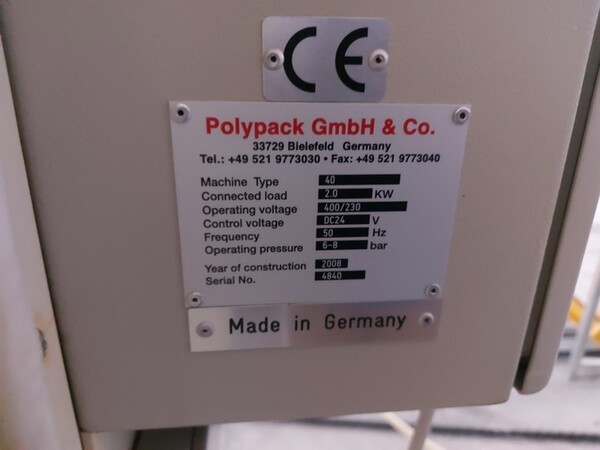 CE
Polypack GmbH & Co.
33729 Bielefeld Germany
Tel.: +49 521 9773030 • Fax: +49 521 9773040
Machine Type 40
Connected load 2.0 KW
Operating voltage 400/230
Control voltage DC24 V
Frequency 50 Hz
Operating pressure 6-8 bar
Year of construction 2008
Serial No. 4840
Made in Germany